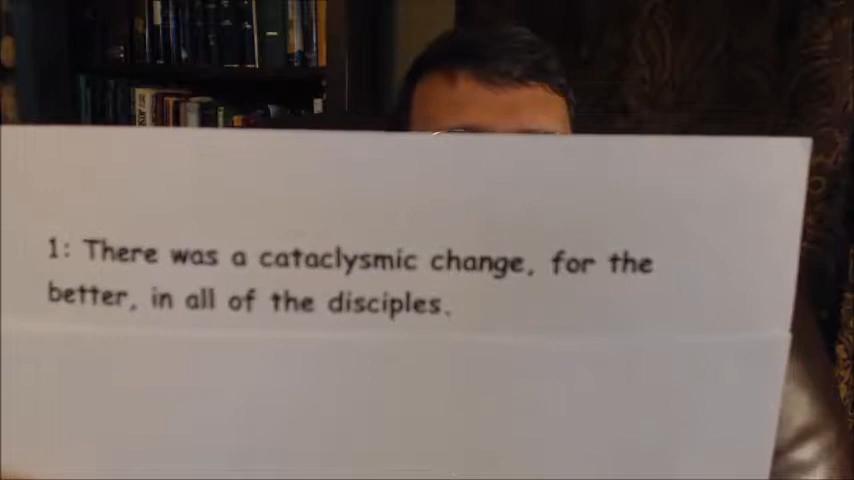 1: There was a cataclysmic change, for the
better, in all of the disciples.